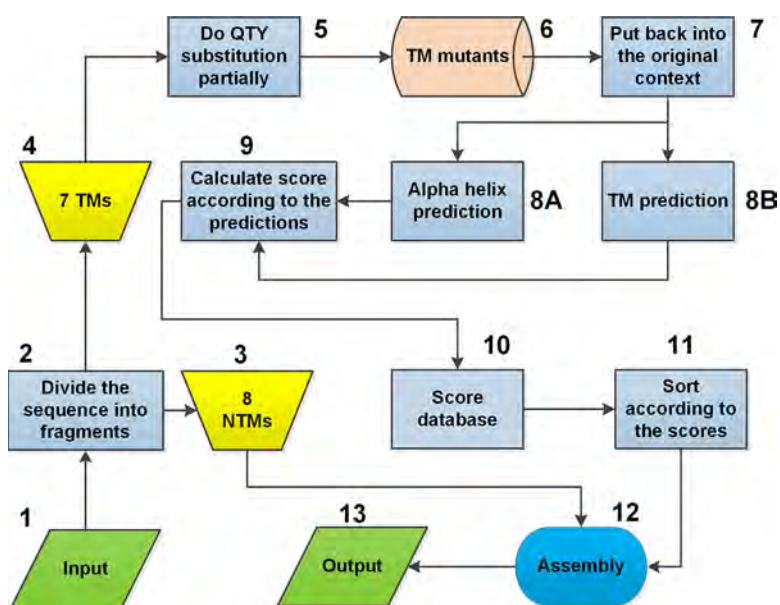 Do QTY
substitution
partially
5
TM mutants
6
Put back into
the original
context
7
4
7 TMs
9
Calculate score
according to the
predictions
Alpha helix
prediction
8A
TM prediction
8B
2
Divide the
sequence into
fragments
3
8
NTMs
10
Score
database
11
Sort
according to
the scores
1
Input
13
Output
12
Assembly